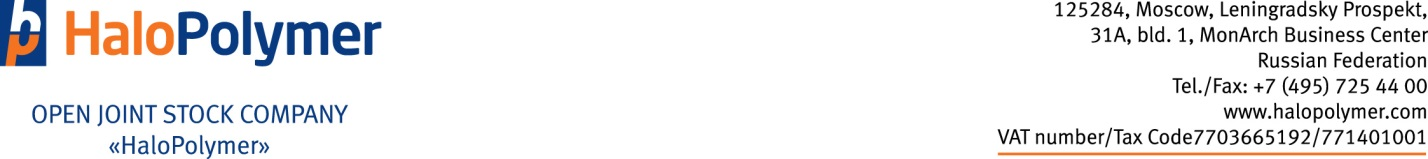 hp HaloPolymer
OPEN JOINT STOCK COMPANY
«HaloPolymer»
125284, Moscow, Leningradsky Prospekt,
31A, bld. 1, MonArch Business Center
Russian Federation
Tel./Fax: +7 (495) 725 44 00
www.halopolymer.com
VAT number/Tax Code7703665192/771401001